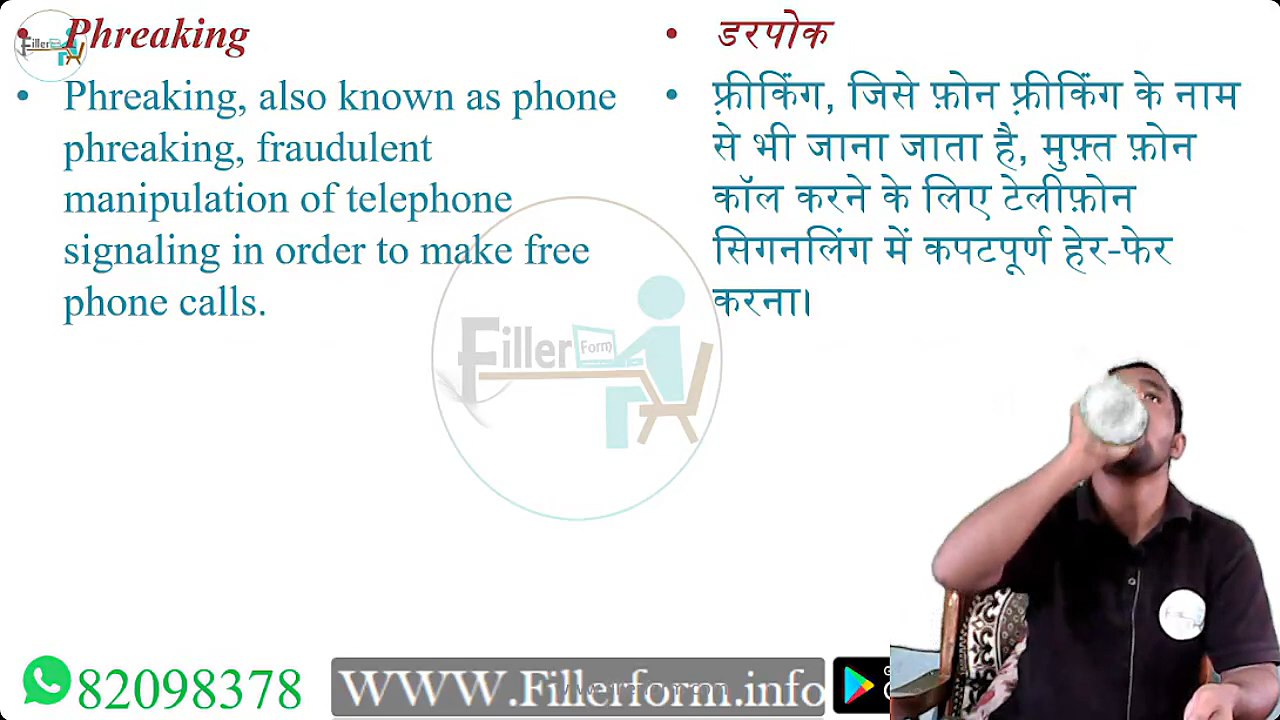 Phreaking
Phreaking, also known as phone
phreaking, fraudulent
manipulation of telephone
signaling in order to make free
phone calls.
डरपोक
फ़्रीकिंग, जिसे फ़ोन फ़्रीकिंग के नाम
से भी जाना जाता है, मुफ़्त फ़ोन
कॉल करने के लिए टेलीफ़ोन
सिगनलिंग में कपटपूर्ण हेर-फेर
करना।
Filler Form
82098378
WWW.Fillerform.info